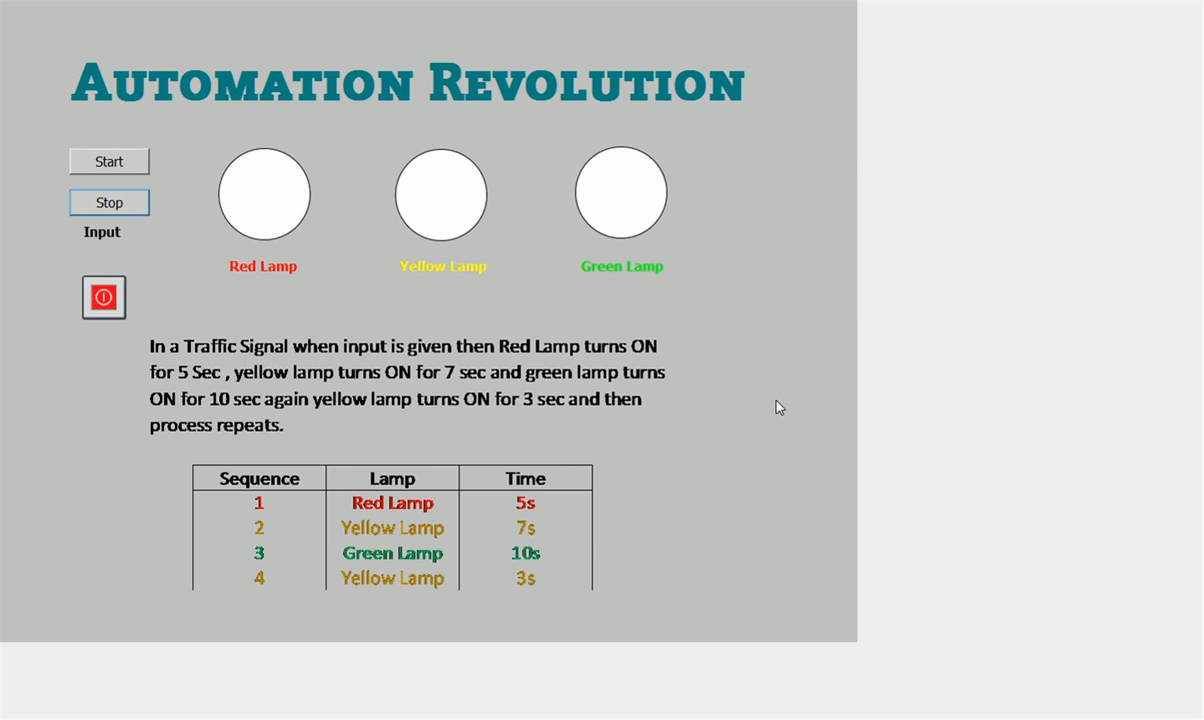 AUTOMATION REVOLUTION
Start
Stop
Input
Red Lamp
Yellow Lamp
Green Lamp
In a Traffic Signal when input is given then Red Lamp turns ON
for 5 Sec , yellow lamp turns ON for 7 sec and green lamp turns
ON for 10 sec again yellow lamp turns ON for 3 sec and then
process repeats.
Sequence Lamp Time
1 Red Lamp 5s
2 Yellow Lamp 7s
3 Green Lamp 10s
4 Yellow Lamp 3s